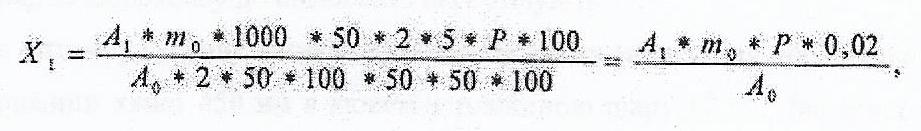 X₁ = (A₁ * m₀ * 1000 * 50 * 2 * 5 * P * 100) / (A₀ * 2 * 50 * 100 * 50 * 50 * 100) = (A₁ * m₀ * P * 0,02) / A₀,